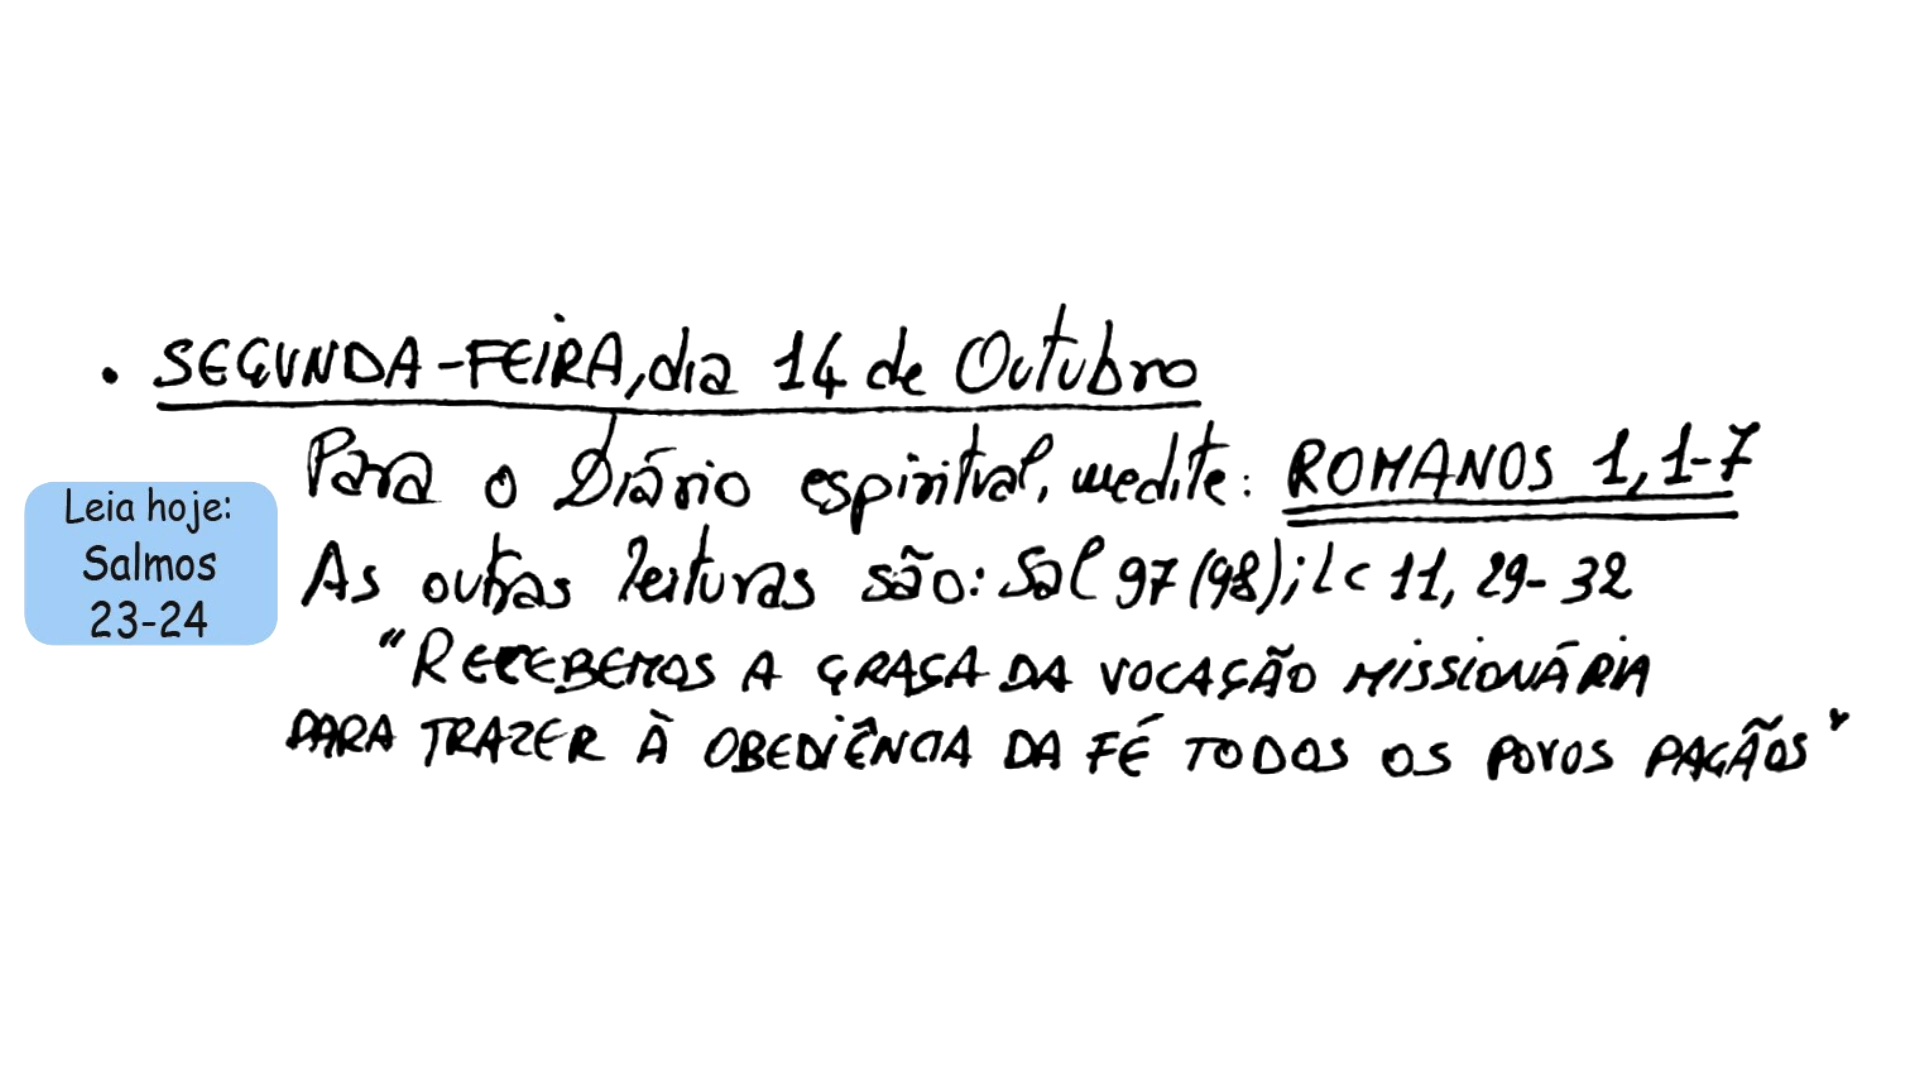 • SEGUNDA-FEIRA, dia 14 de Outubro
Para o Diário espiritual, medite: ROMANOS 1, 1-7
Leia hoje:
Salmos
23-24
As outras leituras são: Sal 97 (98); Lc 11, 29-32
"RECEBEMOS A GRAÇA DA VOCAÇÃO MISSIONÁRIA
PARA TRAZER À OBEDIÊNCIA DA FÉ TODOS OS POVOS PAGÃOS"